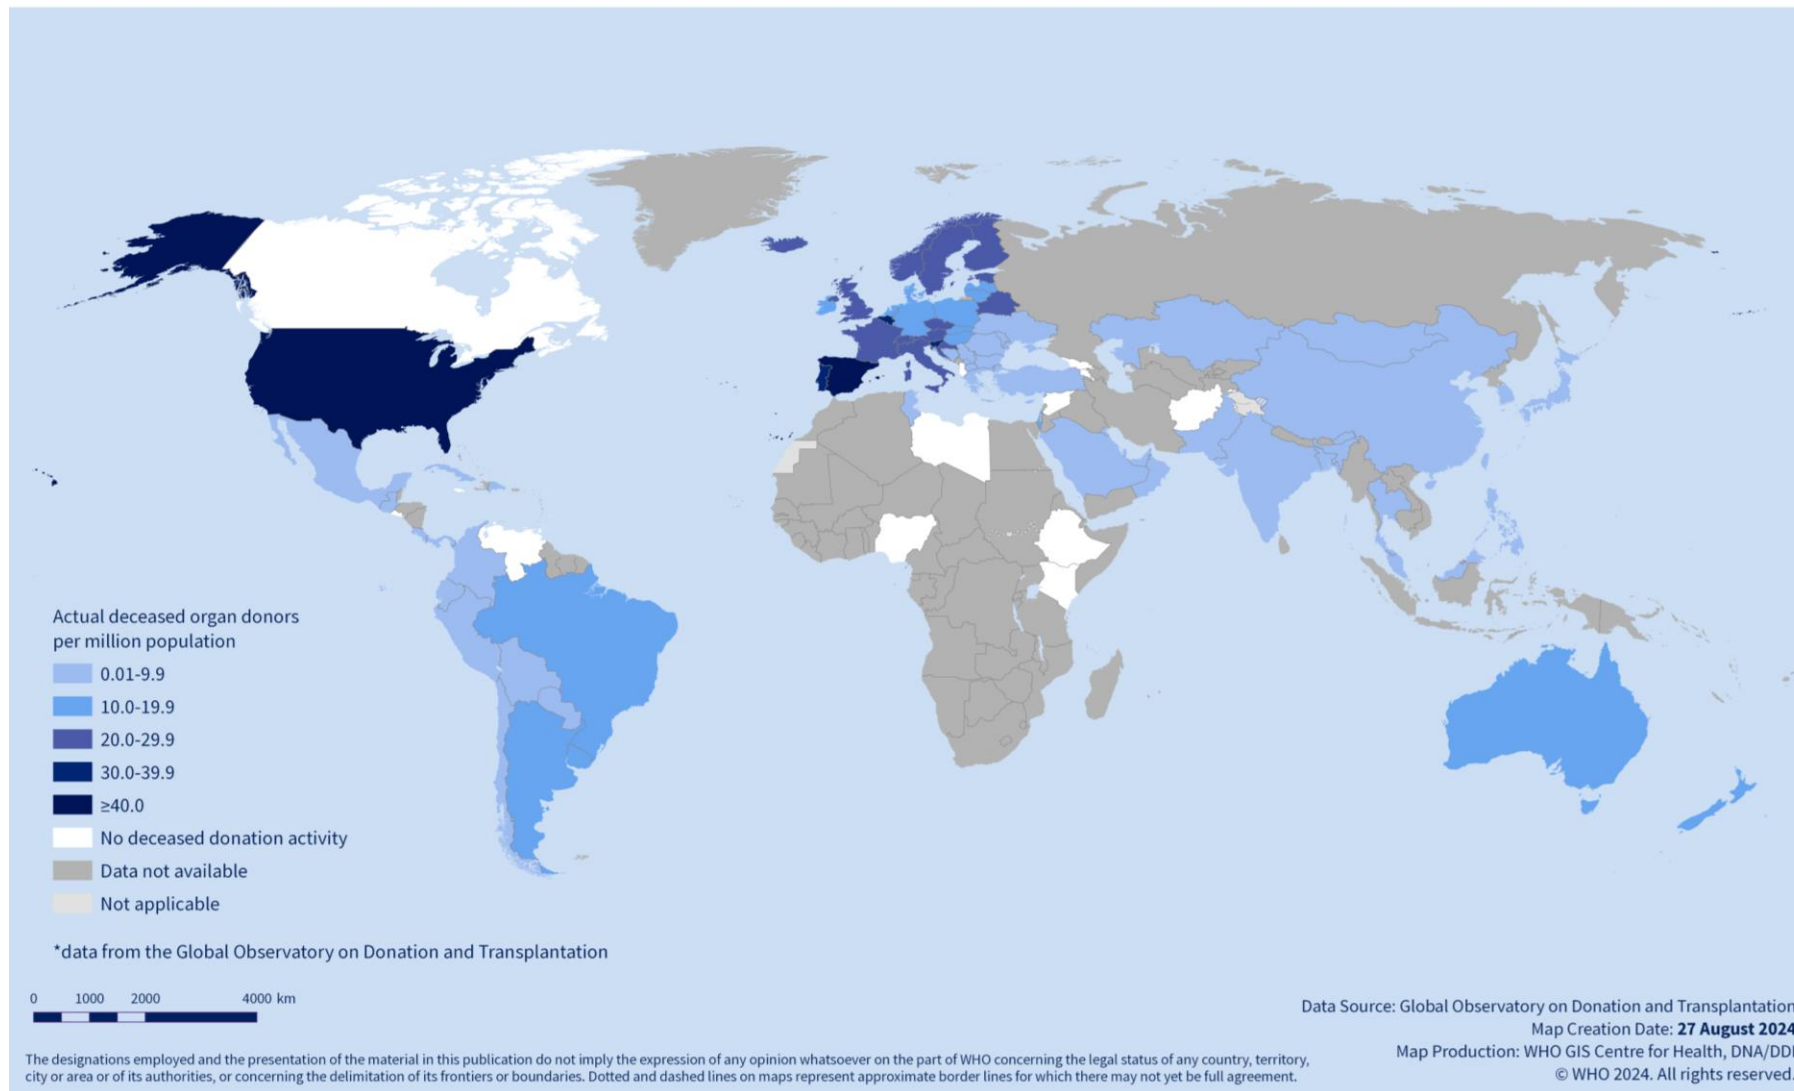 Actual deceased organ donors
per million population
0.01-9.9
10.0-19.9
20.0-29.9
30.0-39.9
≥40.0
No deceased donation activity
Data not available
Not applicable
*data from the Global Observatory on Donation and Transplantation
0 1000 2000 4000 km
Data Source: Global Observatory on Donation and Transplantation
Map Creation Date: 27 August 2024
Map Production: WHO GIS Centre for Health, DNA/DDI
© WHO 2024. All rights reserved.
The designations employed and the presentation of the material in this publication do not imply the expression of any opinion whatsoever on the part of WHO concerning the legal status of any country, territory,
city or area or of its authorities, or concerning the delimitation of its frontiers or boundaries. Dotted and dashed lines on maps represent approximate border lines for which there may not yet be full agreement.